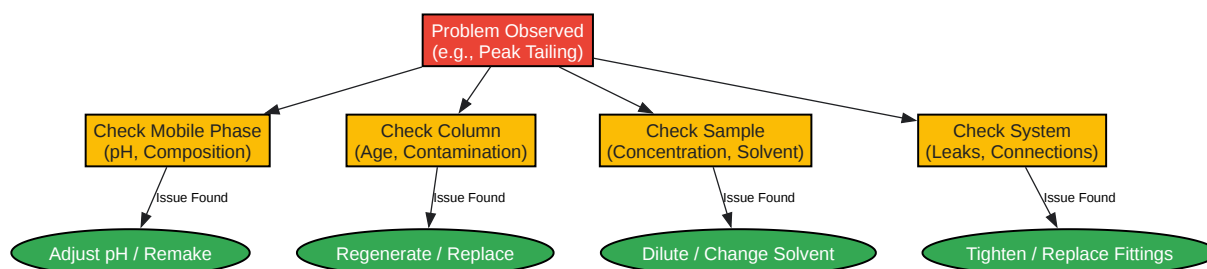 Problem Observed
(e.g., Peak Tailing)
Check Mobile Phase
(pH, Composition)
Check Column
(Age, Contamination)
Check Sample
(Concentration, Solvent)
Check System
(Leaks, Connections)
Issue Found
Issue Found
Issue Found
Issue Found
Adjust pH / Remake
Regenerate / Replace
Dilute / Change Solvent
Tighten / Replace Fittings